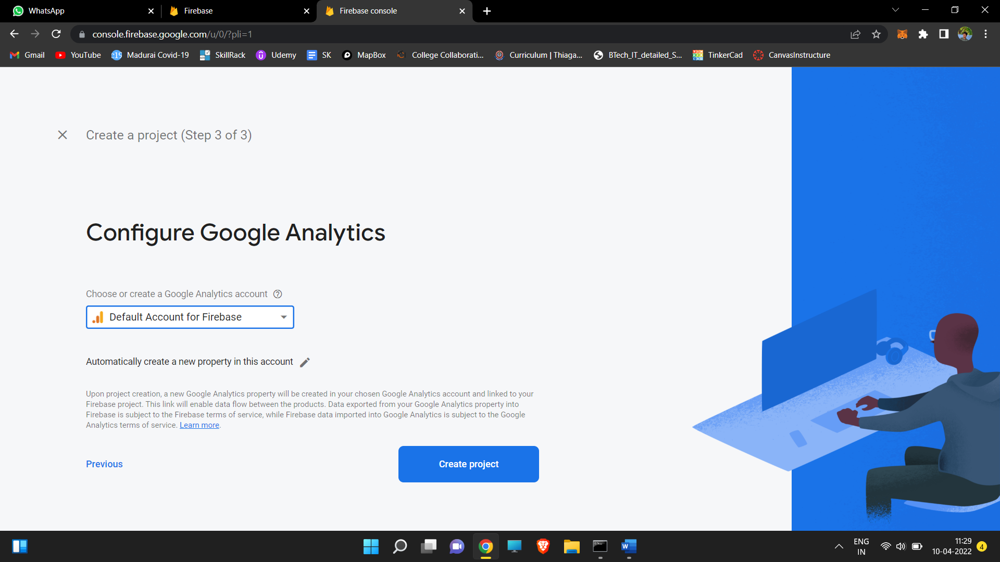 WhatsApp
Firebase
Firebase console
console.firebase.google.com/u/0/?pli=1
Gmail
YouTube
Madurai Covid-19
SkillRack
Udemy
SK
MapBox
College Collaborati...
Curriculum | Thiaga...
BTech_IT_detailed_S...
TinkerCad
CanvasInstructure
Create a project (Step 3 of 3)
Configure Google Analytics
Choose or create a Google Analytics account
Default Account for Firebase
Automatically create a new property in this account
Upon project creation, a new Google Analytics property will be created in your chosen Google Analytics account and linked to your
Firebase project. This link will enable data flow between the products. Data exported from your Google Analytics property into
Firebase is subject to the Firebase terms of service, while Firebase data imported into Google Analytics is subject to the Google
Analytics terms of service. Learn more.
Previous
Create project
ENG
IN
11:29
10-04-2022
4